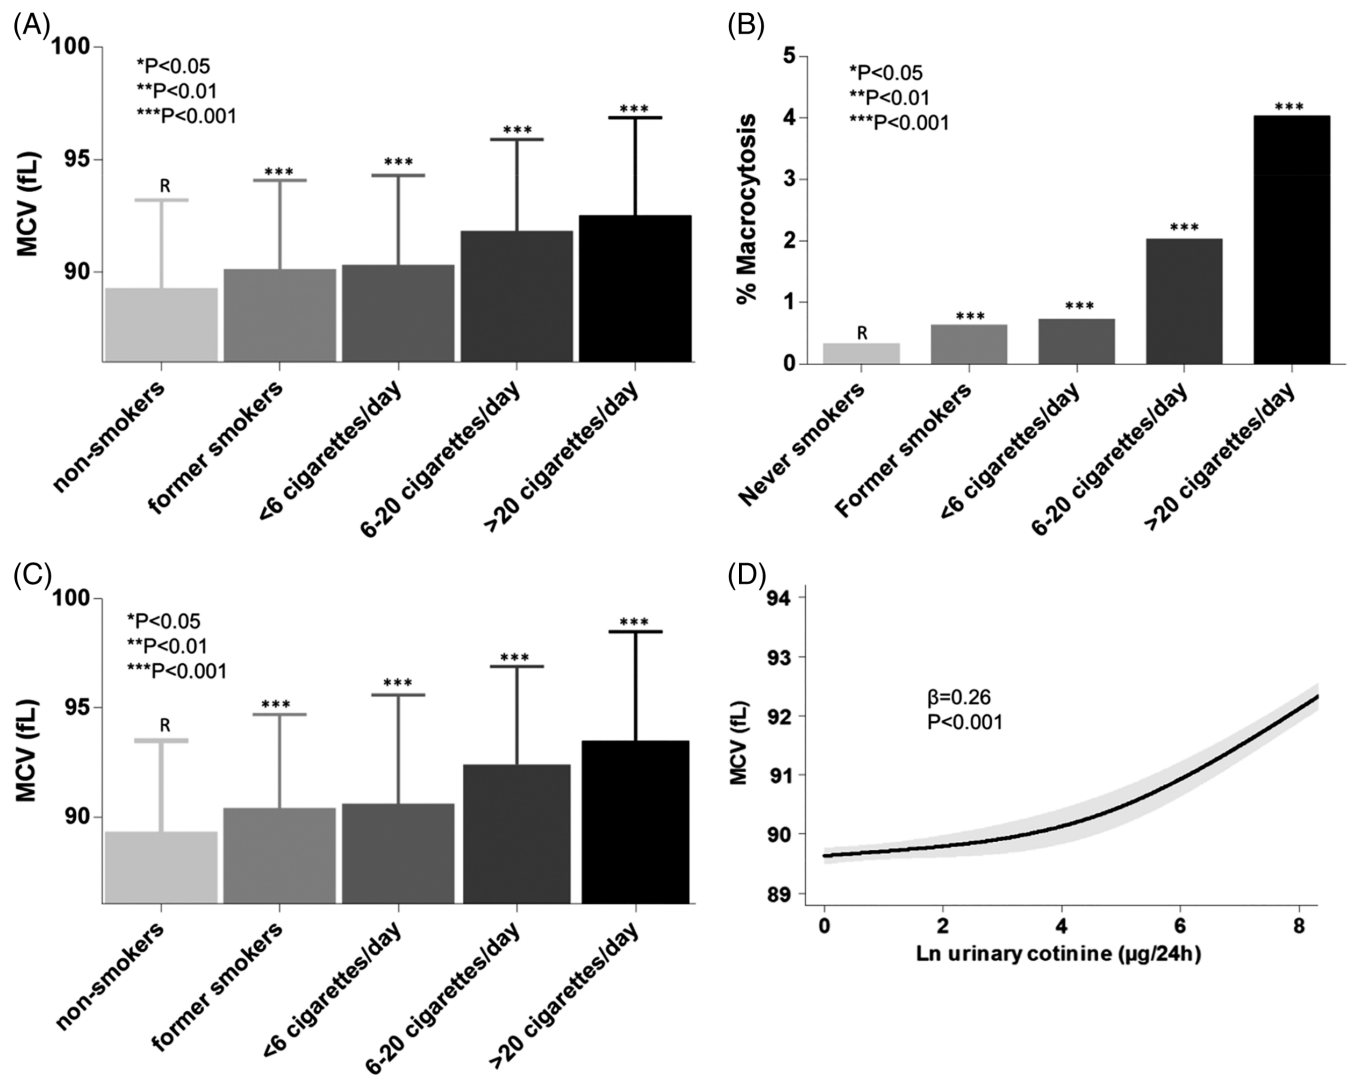 (A)
100
95
90
MCV (fL)
*P<0.05
**P<0.01
***P<0.001
R
***
***
***
***
non-smokers
former smokers
<6 cigarettes/day
6-20 cigarettes/day
>20 cigarettes/day
(B)
5
4
3
2
1
0
% Macrocytosis
*P<0.05
**P<0.01
***P<0.001
R
***
***
***
***
Never smokers
Former smokers
<6 cigarettes/day
6-20 cigarettes/day
>20 cigarettes/day
(C)
100
95
90
MCV (fL)
*P<0.05
**P<0.01
***P<0.001
R
***
***
***
***
non-smokers
former smokers
<6 cigarettes/day
6-20 cigarettes/day
>20 cigarettes/day
(D)
94
93
92
91
90
89
MCV (fL)
β=0.26
P<0.001
0 2 4 6 8
Ln urinary cotinine (μg/24h)